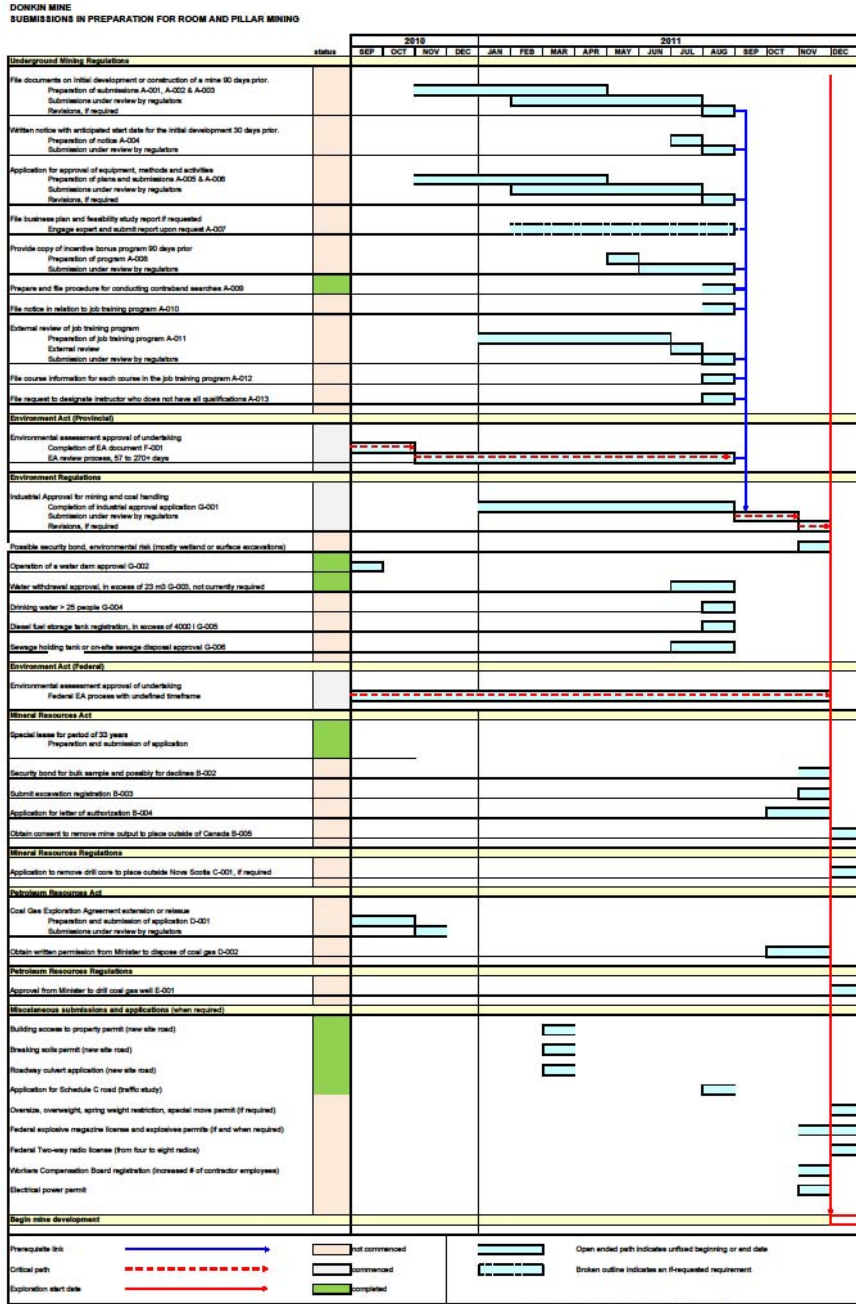 DONKIN MINE
SUBMISSIONS IN PREPARATION FOR ROOM AND PILLAR MINING
2010 2011
status SEP OCT NOV DEC JAN FEB MAR APR MAY JUN JUL AUG SEP OCT NOV DEC
Underground Mining Regulations
File documents on initial development or construction of a mine 90 days prior.
Preparation of submissions A-001, A-002 & A-003
Submissions under review by regulators
Revisions, if required
Written notice with anticipated start date for the initial development 30 days prior.
Preparation of notice A-004
Submission under review by regulators
Application for approval of equipment, methods and activities
Preparation of plans and submissions A-005 & A-006
Submissions under review by regulators
Revisions, if required
File business plan and feasibility study report if requested
Engage expert and submit report upon request A-007
Provide copy of incentive bonus program 90 days prior
Preparation of program A-008
Submission under review by regulators
Prepare and file procedure for conducting contraband searches A-009
File notice in relation to job training program A-010
External review of job training program
Preparation of job training program A-011
External review
Submission under review by regulators
File course information for each course in the job training program A-012
File request to designate instructor who does not have all qualifications A-013
Environment Act (Provincial)
Environmental assessment approval of undertaking
Completion of EA document F-001
EA review process, 57 to 270+ days
Environment Regulations
Industrial Approval for mining and coal handling
Completion of industrial approval application G-001
Submission under review by regulators
Revisions, if required
Possible security bond, environmental risk (mostly wetland or surface excavations)
Operation of a water dam approval G-002
Water withdrawal approval, in excess of 23 m3 G-003, not currently required
Drinking water > 25 people G-004
Diesel fuel storage tank registration, in excess of 4000 l G-005
Sewage holding tank or on-site sewage disposal approval G-006
Environment Act (Federal)
Environmental assessment approval of undertaking
Federal EA process with undefined timeframe
Mineral Resources Act
Special lease for period of 33 years
Preparation and submission of application
Security bond for bulk sample and possibly for declines B-002
Submit excavation registration B-003
Application for letter of authorization B-004
Obtain consent to remove mine output to place outside of Canada B-005
Mineral Resources Regulations
Application to remove drill core to place outside Nova Scotia C-001, if required
Petroleum Resources Act
Coal Gas Exploration Agreement extension or reissue
Preparation and submission of application D-001
Submissions under review by regulators
Obtain written permission from Minister to dispose of coal gas D-002
Petroleum Resources Regulations
Approval from Minister to drill coal gas well E-001
Miscelaneous submissions and applications (when required)
Building access to property permit (new site road)
Breaking soils permit (new site road)
Roadway culvert application (new site road)
Application for Schedule C road (traffic study)
Oversize, overweight, spring weight restriction, special move permit (if required)
Federal explosive magazine license and explosives permits (if and when required)
Federal Two-way radio license (from four to eight radios)
Workers Compensation Board registration (increased # of contractor employees)
Electrical power permit
Begin mine development
Prerequisite link not commenced Open ended path indicates unfixed beginning or end date
Critical path commenced Broken outline indicates an if-requested requirement
Exploration start date completed